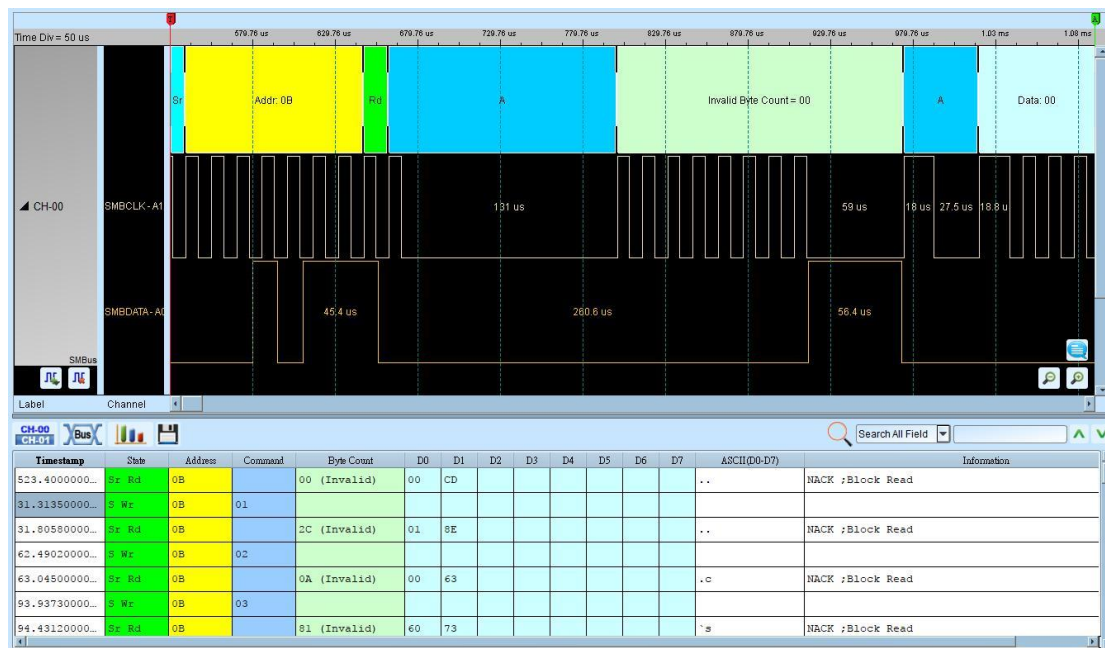 Time Div = 50 us
679.76 us 629.76 us 679.76 us 729.76 us 779.76 us 829.76 us 879.76 us 929.76 us 979.76 us 1.03 ms 1.08 ms
Sr Addr: 0B Rd A Invalid Byte Count = 00 A Data: 00
CH-00 SMBCLK - A1 131 us 59 us 18 us 27.5 us 18.8 u
SMBDATA - A0 45.4 us 260.6 us 56.4 us
SMBus
Label Channel
CH-00
CH-01 Bus Search All Field
Timestamp State Address Command Byte Count D0 D1 D2 D3 D4 D5 D6 D7 ASCII(D0-D7) Information
523.4000000... Sr Rd 0B 00 (Invalid) 00 CD .. NACK ;Block Read
31.31350000... S Wr 0B 01
31.80580000... Sr Rd 0B 2C (Invalid) 01 8E .. NACK ;Block Read
62.49020000... S Wr 0B 02
63.04500000... Sr Rd 0B 0A (Invalid) 00 63 .c NACK ;Block Read
93.93730000... S Wr 0B 03
94.43120000... Sr Rd 0B 81 (Invalid) 60 73 `s NACK ;Block Read